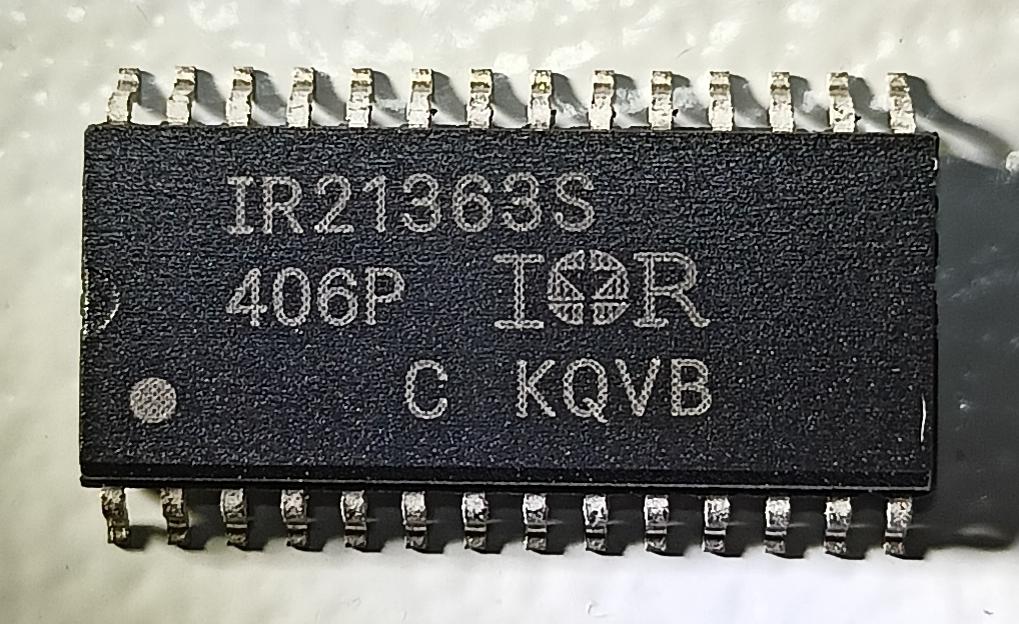 IR21363S
406P IOR
C KQVB